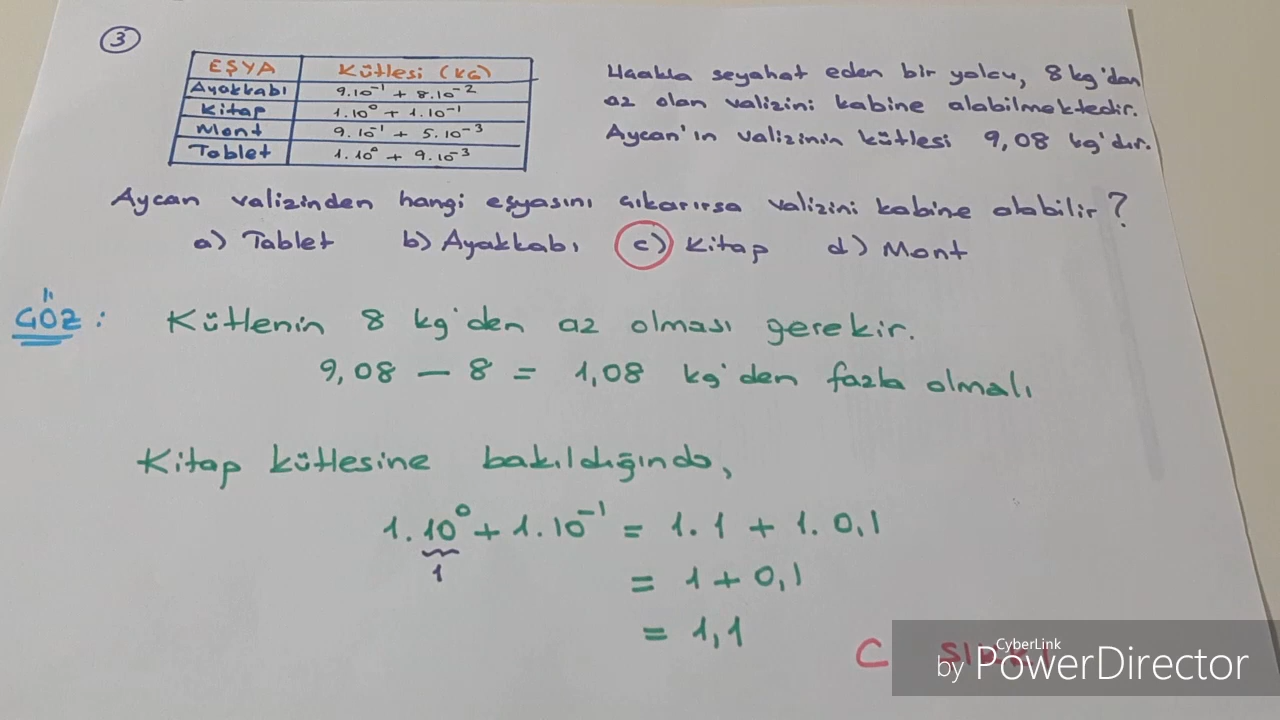 3
EŞYA Kütlesi (KG)
Ayakkabı 9.10⁻¹ + 8.10⁻²
Kitap 1.10⁰ + 1.10⁻¹
Mont 9.10⁻¹ + 5.10⁻³
Tablet 1.10⁰ + 9.10⁻³
Uçakla seyahat eden bir yolcu, 8 kg'dan
az olan valizini kabine alabilmektedir.
Aycan'ın valizinin kütlesi 9,08 kg'dır.
Aycan valizinden hangi eşyasını çıkarırsa valizini kabine alabilir?
a) Tablet b) Ayakkabı c) Kitap d) Mont
ÇÖZ: Kütlenin 8 kg'den az olması gerekir.
9,08 - 8 = 1,08 kg'den fazla olmalı
Kitap kütlesine bakıldığında,
1.10⁰ + 1.10⁻¹ = 1.1 + 1.0,1
1
= 1 + 0,1
= 1,1
C
CyberLink
by PowerDirector